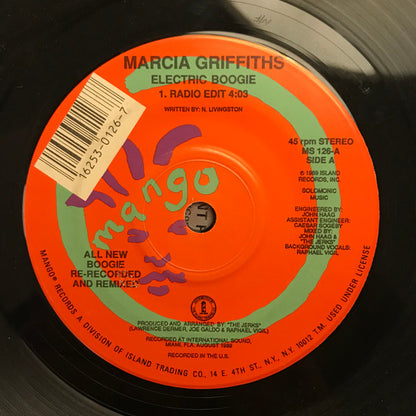 MARCIA GRIFFITHS
ELECTRIC BOOGIE
1. RADIO EDIT 4:03
WRITTEN BY: N. LIVINGSTON
16253-0126-7
45 rpm STEREO
MS 126-A
SIDE A
℗ 1989 ISLAND
RECORDS, INC.
SOLOMONIC
MUSIC
ENGINEERED BY:
JOHN HAAG
ASSISTANT ENGINEER:
CAESAR SOGEBY
MIXED BY
JOHN HAAG &
"THE JERKS"
BACKGROUND VOCALS:
RAPHAEL VIGIL
mango
ALL NEW
BOOGIE
RE-RECORDED
AND REMIXED
PRODUCED AND ARRANGED BY "THE JERKS"
(LAWRENCE DERMER, JOE GALDO & RAPHAEL VIGIL)
RECORDED AT INTERNATIONAL SOUND,
MIAMI, FLA. AUGUST 1989
RECORDED IN THE U.S.
MANGO® RECORDS A DIVISION OF ISLAND TRADING CO., 14 E. 4TH ST., N.Y., N.Y. 10012 T.M. USED UNDER LICENSE